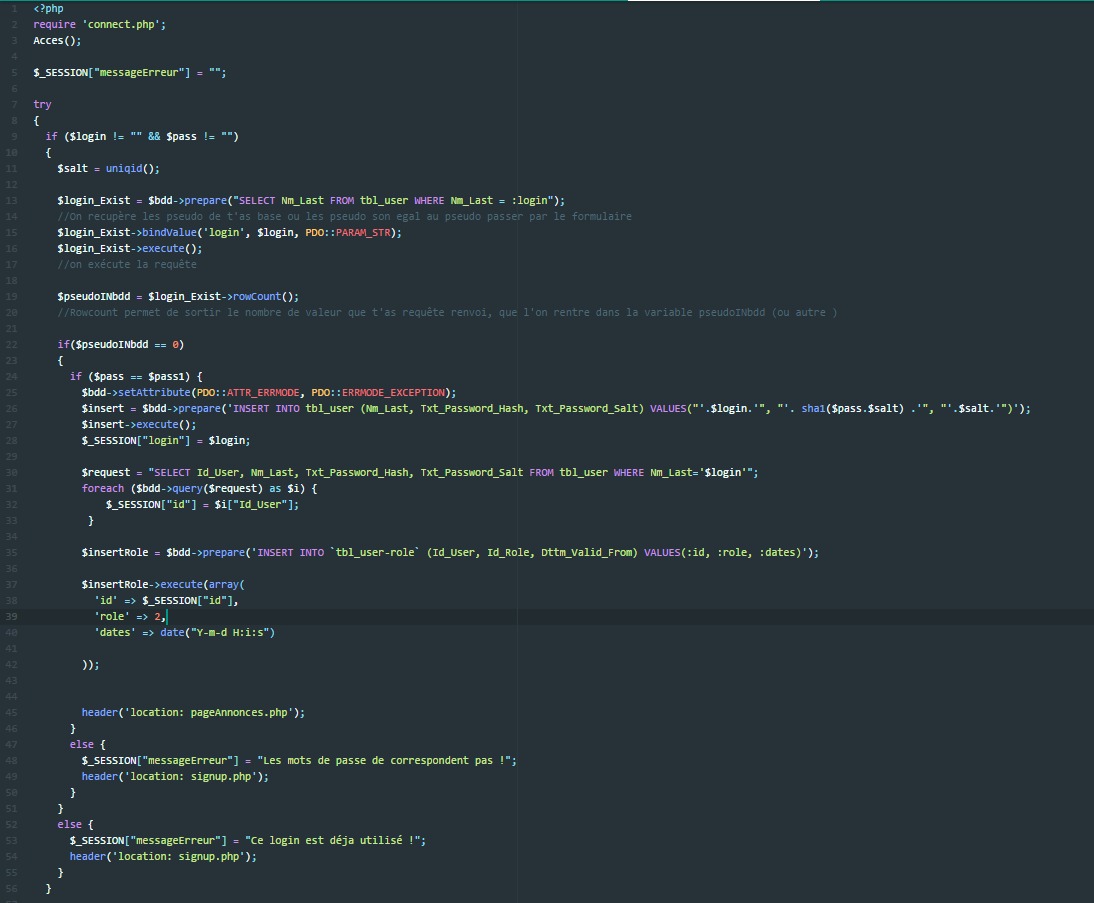 1 <?php
2 require 'connect.php';
3 Acces();
4
5 $_SESSION["messageErreur"] = "";
6
7 try
8 {
9 if ($login != "" && $pass != "")
10 {
11 $salt = uniqid();
12
13 $login_Exist = $bdd->prepare("SELECT Nm_Last FROM tbl_user WHERE Nm_Last = :login");
14 //On recupère les pseudo de t'as base ou les pseudo son egal au pseudo passer par le formulaire
15 $login_Exist->bindValue('login', $login, PDO::PARAM_STR);
16 $login_Exist->execute();
17 //on exécute la requête
18
19 $pseudoINbdd = $login_Exist->rowCount();
20 //Rowcount permet de sortir le nombre de valeur que t'as requête renvoi, que l'on rentre dans la variable pseudoINbdd (ou autre )
21
22 if($pseudoINbdd == 0)
23 {
24 if ($pass == $pass1) {
25 $bdd->setAttribute(PDO::ATTR_ERRMODE, PDO::ERRMODE_EXCEPTION);
26 $insert = $bdd->prepare('INSERT INTO tbl_user (Nm_Last, Txt_Password_Hash, Txt_Password_Salt) VALUES("'.$login.'", "'. sha1($pass.$salt) .'", "'.$salt.'")');
27 $insert->execute();
28 $_SESSION["login"] = $login;
29
30 $request = "SELECT Id_User, Nm_Last, Txt_Password_Hash, Txt_Password_Salt FROM tbl_user WHERE Nm_Last='$login'";
31 foreach ($bdd->query($request) as $i) {
32 $_SESSION["id"] = $i["Id_User"];
33 }
34
35 $insertRole = $bdd->prepare('INSERT INTO `tbl_user-role` (Id_User, Id_Role, Dttm_Valid_From) VALUES(:id, :role, :dates)');
36
37 $insertRole->execute(array(
38 'id' => $_SESSION["id"],
39 'role' => 2,
40 'dates' => date("Y-m-d H:i:s")
41
42 ));
43
44
45 header('location: pageAnnonces.php');
46 }
47 else {
48 $_SESSION["messageErreur"] = "Les mots de passe de correspondent pas !";
49 header('location: signup.php');
50 }
51 }
52 else {
53 $_SESSION["messageErreur"] = "Ce login est déja utilisé !";
54 header('location: signup.php');
55 }
56 }